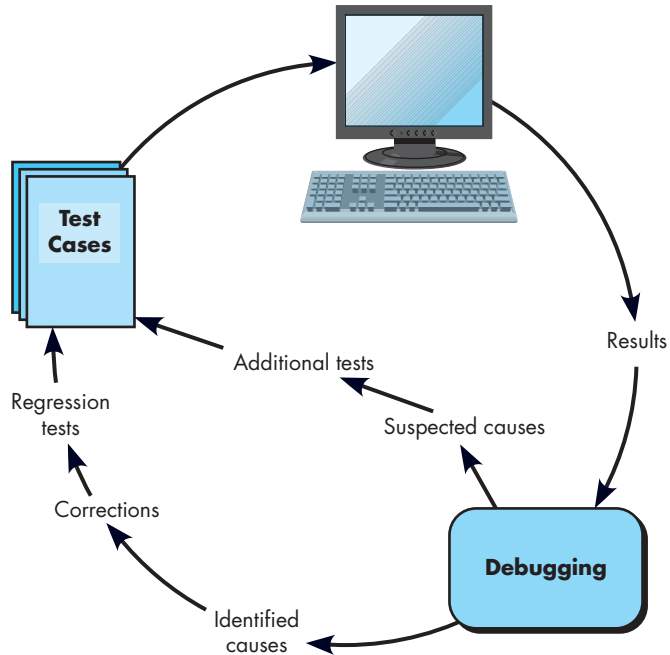 Test
Cases
Results
Additional tests
Suspected causes
Regression
tests
Corrections
Debugging
Identified
causes